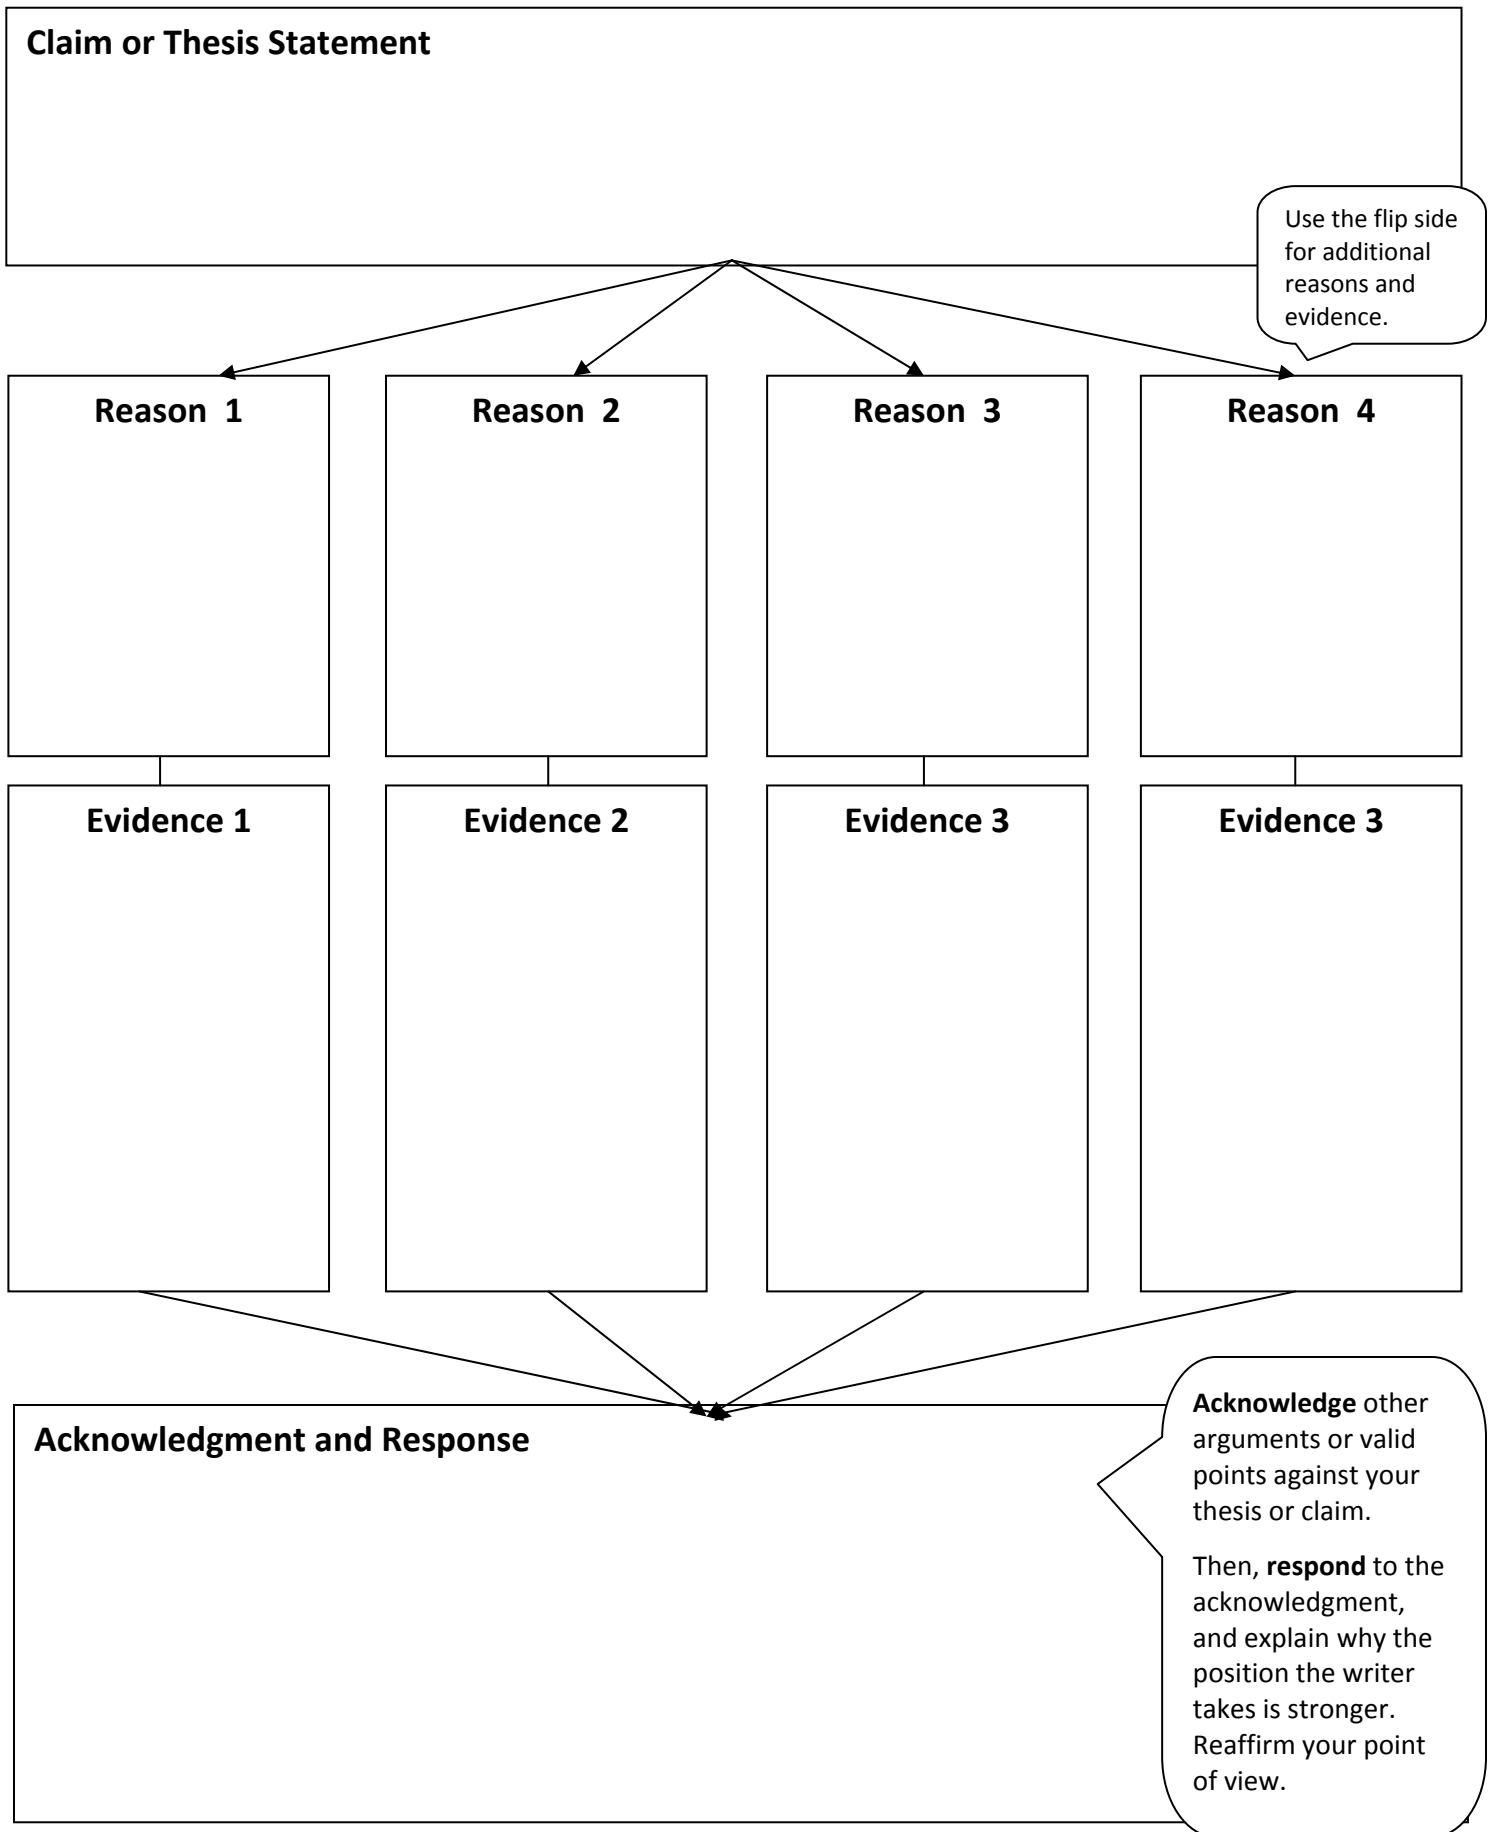 Claim or Thesis Statement
Use the flip side
for additional
reasons and
evidence.
Reason 1
Reason 2
Reason 3
Reason 4
Evidence 1
Evidence 2
Evidence 3
Evidence 3
Acknowledgment and Response
Acknowledge other
arguments or valid
points against your
thesis or claim.
Then, respond to the
acknowledgment,
and explain why the
position the writer
takes is stronger.
Reaffirm your point
of view.